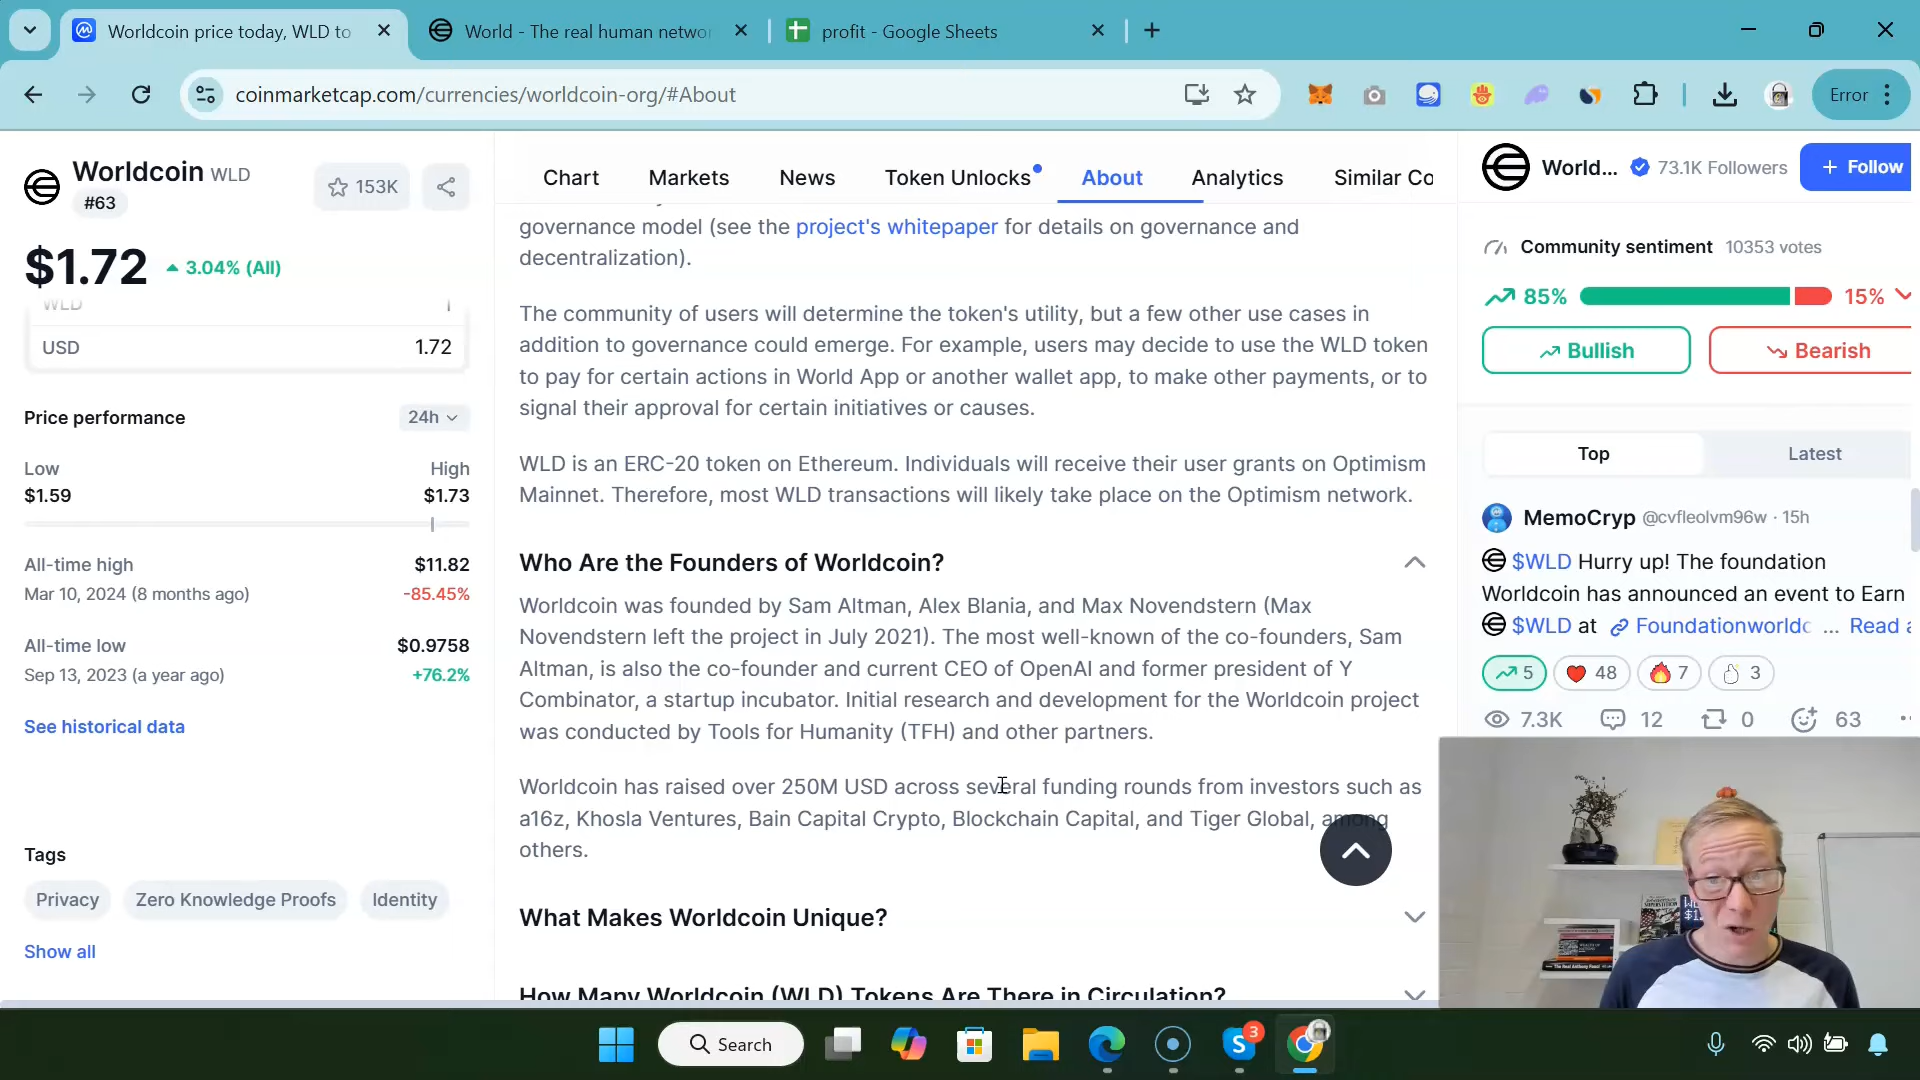 Worldcoin price today, WLD to
World - The real human networ
profit - Google Sheets
coinmarketcap.com/currencies/worldcoin-org/#About
Error
Worldcoin WLD
#63
153K
$1.72 3.04% (All)
WLD 1
USD 1.72
Price performance
24h
Low High
$1.59 $1.73
All-time high $11.82
Mar 10, 2024 (8 months ago) -85.45%
All-time low $0.9758
Sep 13, 2023 (a year ago) +76.2%
See historical data
Tags
Privacy Zero Knowledge Proofs Identity
Show all
Chart Markets News Token Unlocks About Analytics Similar Co
governance model (see the project's whitepaper for details on governance and
decentralization).
The community of users will determine the token's utility, but a few other use cases in
addition to governance could emerge. For example, users may decide to use the WLD token
to pay for certain actions in World App or another wallet app, to make other payments, or to
signal their approval for certain initiatives or causes.
WLD is an ERC-20 token on Ethereum. Individuals will receive their user grants on Optimism
Mainnet. Therefore, most WLD transactions will likely take place on the Optimism network.
Who Are the Founders of Worldcoin?
Worldcoin was founded by Sam Altman, Alex Blania, and Max Novendstern (Max
Novendstern left the project in July 2021). The most well-known of the co-founders, Sam
Altman, is also the co-founder and current CEO of OpenAI and former president of Y
Combinator, a startup incubator. Initial research and development for the Worldcoin project
was conducted by Tools for Humanity (TFH) and other partners.
Worldcoin has raised over 250M USD across several funding rounds from investors such as
a16z, Khosla Ventures, Bain Capital Crypto, Blockchain Capital, and Tiger Global, among
others.
What Makes Worldcoin Unique?
How Many Worldcoin (WLD) Tokens Are There in Circulation?
World... 73.1K Followers
+ Follow
Community sentiment 10353 votes
85% 15%
Bullish Bearish
Top Latest
MemoCryp @cvfleolvm96w · 15h
$WLD Hurry up! The foundation
Worldcoin has announced an event to Earn
$WLD at Foundationworldc ... Read a
5 48 7 3
7.3K 12 0 63
Search
3